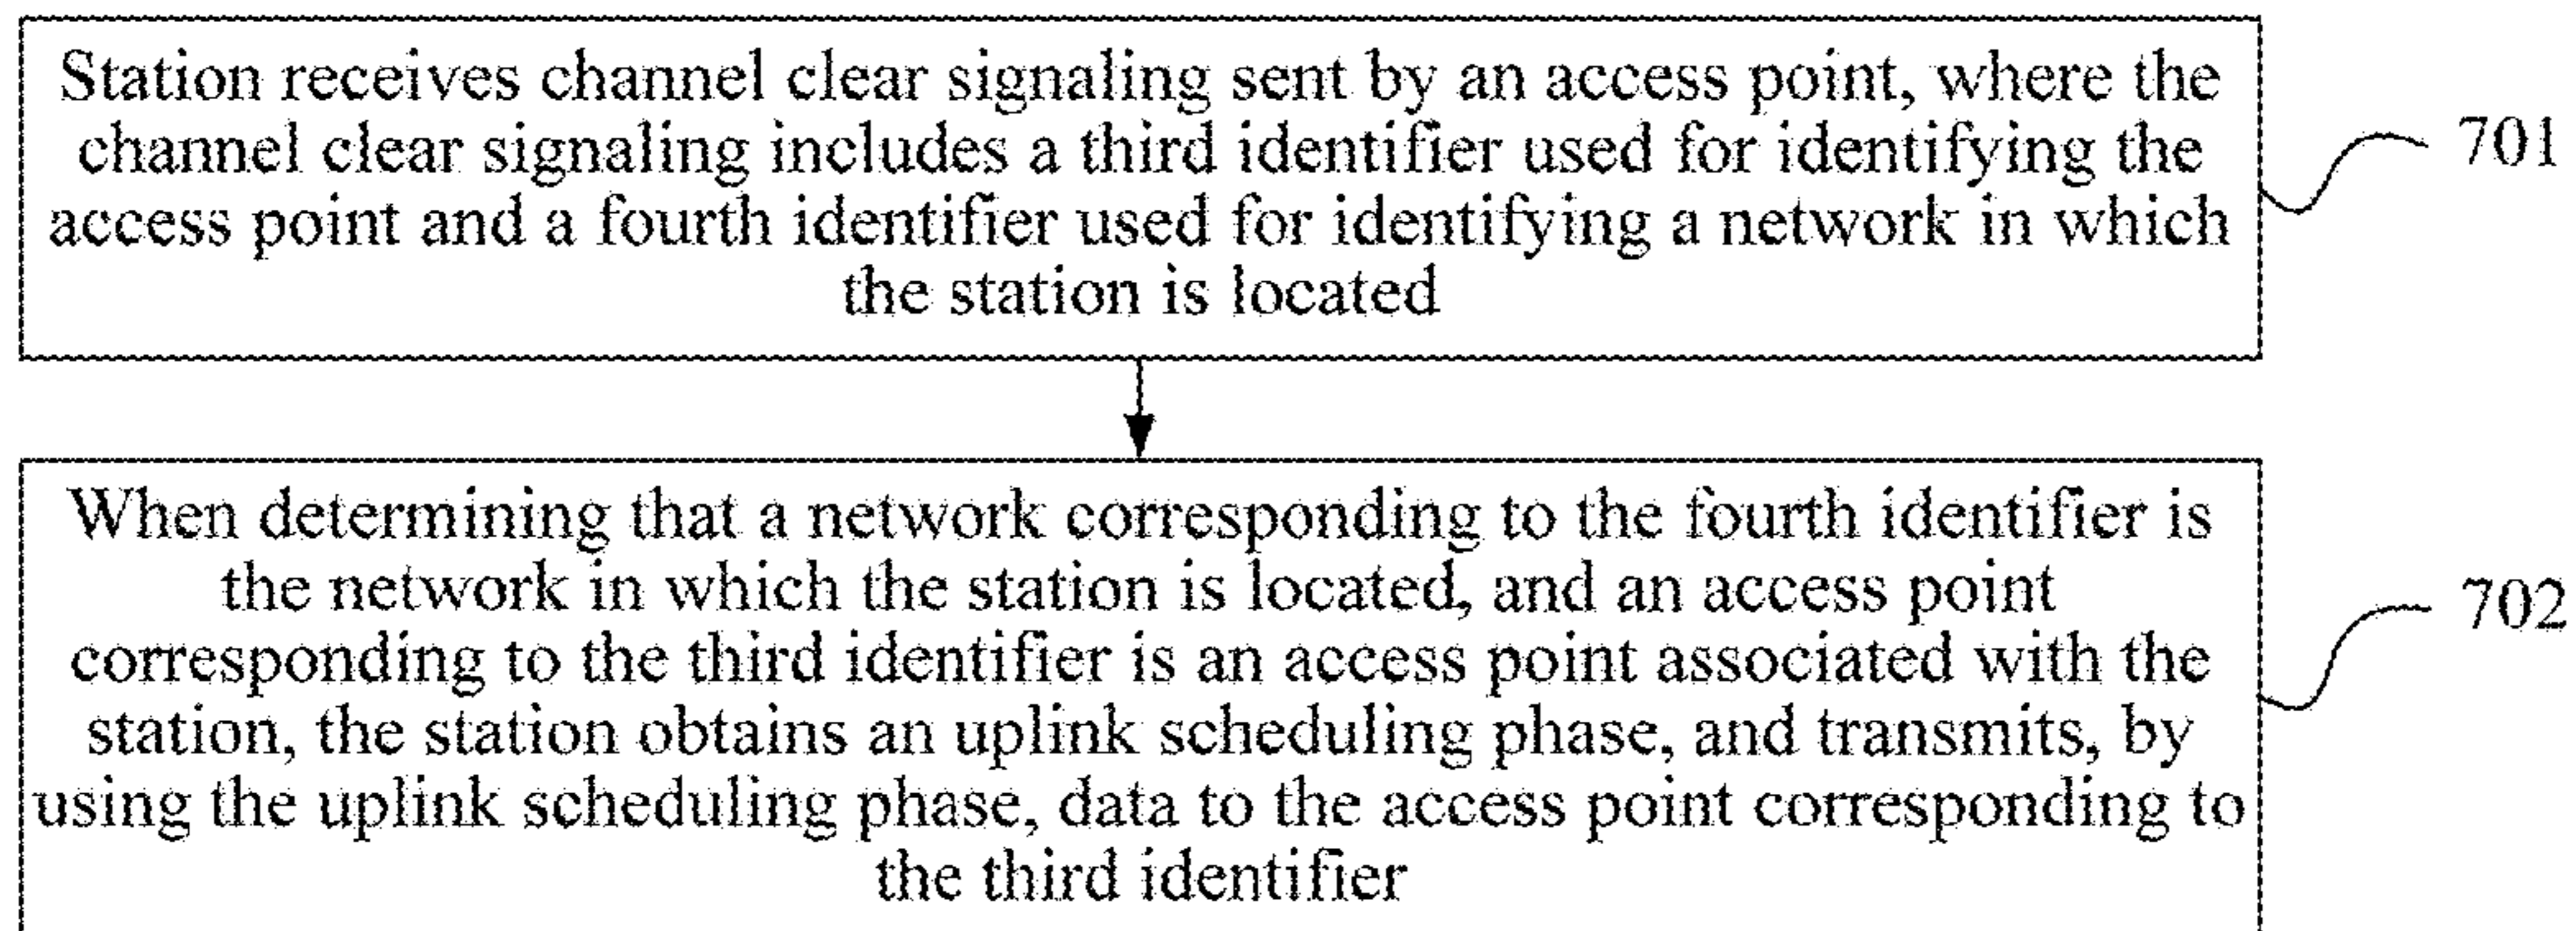 Station receives channel clear signaling sent by an access point, where the
channel clear signaling includes a third identifier used for identifying the
access point and a fourth identifier used for identifying a network in which
the station is located
701
When determining that a network corresponding to the fourth identifier is
the network in which the station is located, and an access point
corresponding to the third identifier is an access point associated with the
station, the station obtains an uplink scheduling phase, and transmits, by
using the uplink scheduling phase, data to the access point corresponding to
the third identifier
702